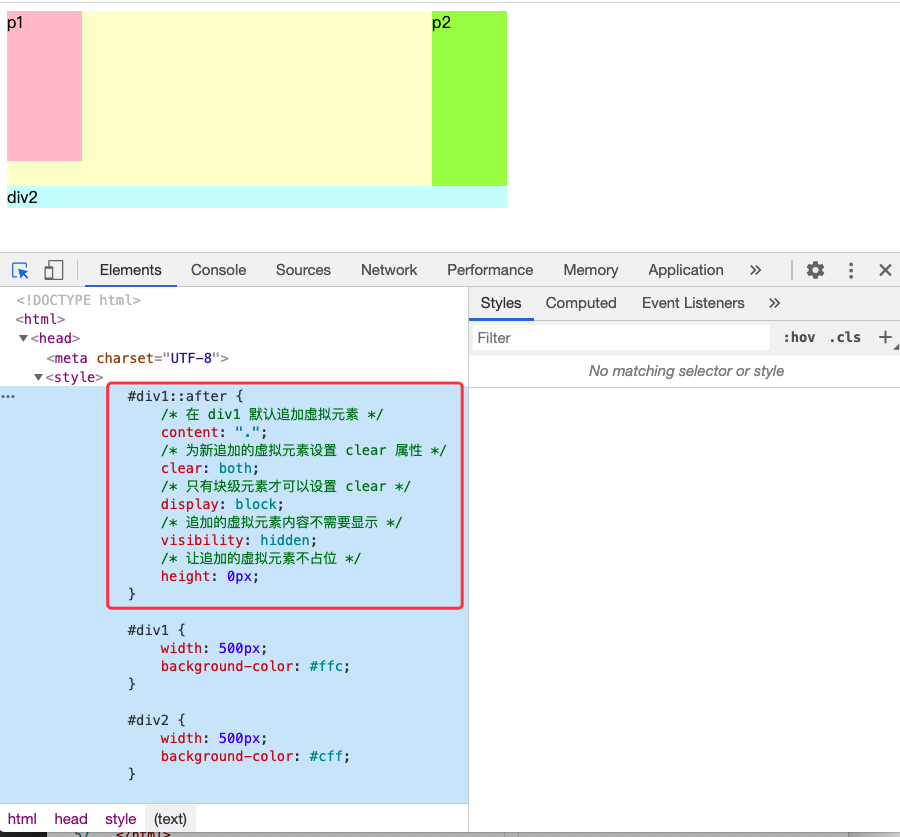 p1
p2
div2
Elements Console Sources Network Performance Memory Application »
<!DOCTYPE html>
Styles Computed Event Listeners »
<html>
▼<head>
Filter :hov .cls +
<meta charset="UTF-8">
No matching selector or style
▼<style>
#div1::after {
/* 在 div1 默认追加虚拟元素 */
content: ".";
/* 为新追加的虚拟元素设置 clear 属性 */
clear: both;
/* 只有块级元素才可以设置 clear */
display: block;
/* 追加的虚拟元素内容不需要显示 */
visibility: hidden;
/* 让追加的虚拟元素不占位 */
height: 0px;
}
#div1 {
width: 500px;
background-color: #ffc;
}
#div2 {
width: 500px;
background-color: #cff;
}
html head style (text)
</html>